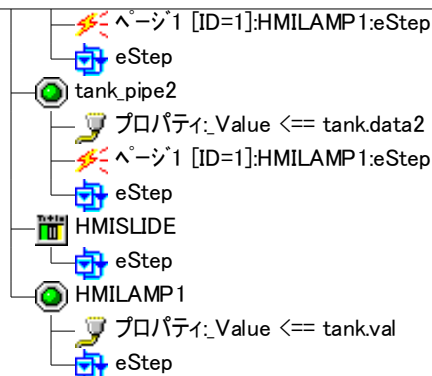 ページ1 [ID=1]:HMILAMP1:eStep
eStep
tank_pipe2
プロパティ:_Value <== tank.data2
ページ1 [ID=1]:HMILAMP1:eStep
eStep
HMISLIDE
eStep
HMILAMP1
プロパティ:_Value <== tank.val
eStep